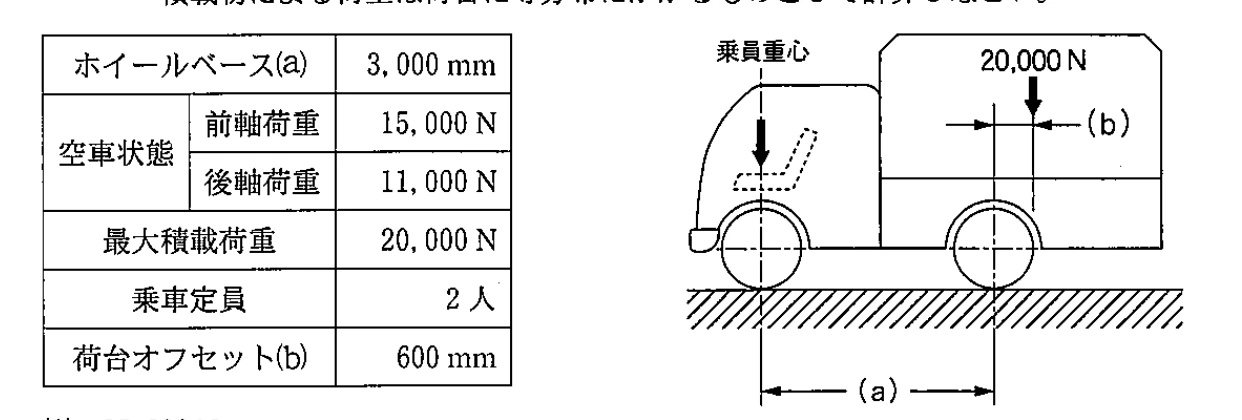 ホイールベース(a) 3,000 mm
空車状態 前軸荷重 15,000 N
後軸荷重 11,000 N
最大積載荷重 20,000 N
乗車定員 2 人
荷台オフセット(b) 600 mm
乗員重心
20,000 N
(b)
(a)